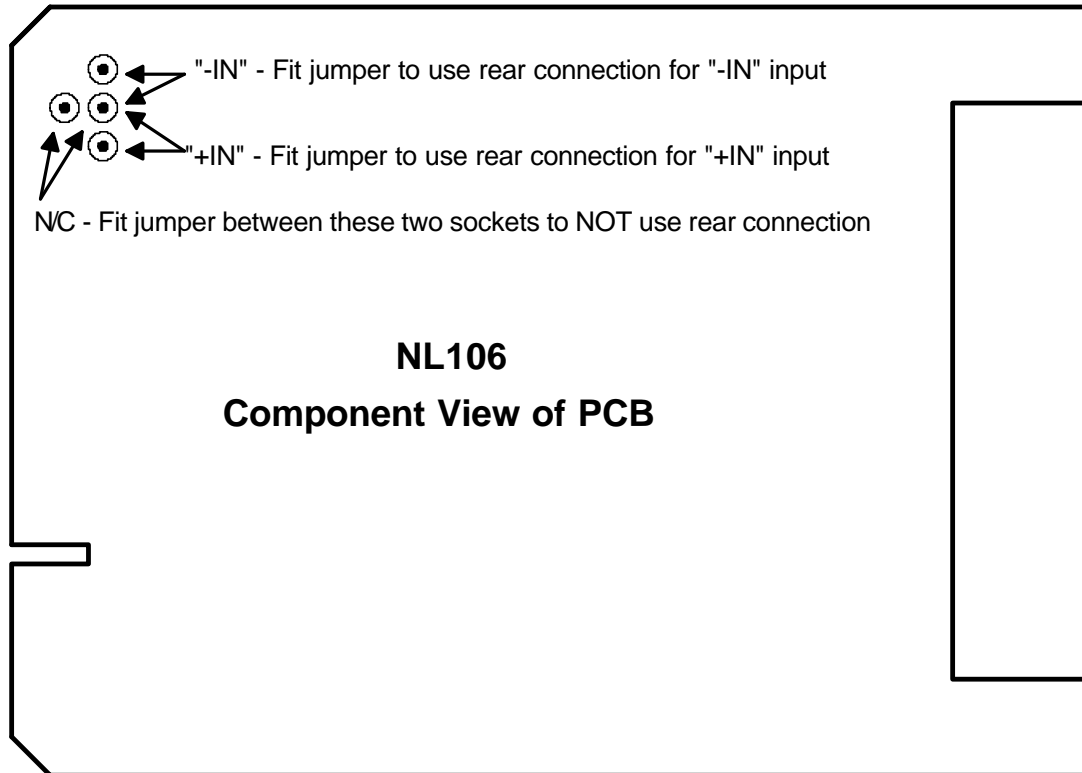 "-IN" - Fit jumper to use rear connection for "-IN" input
"+IN" - Fit jumper to use rear connection for "+IN" input
N/C - Fit jumper between these two sockets to NOT use rear connection
NL106
Component View of PCB